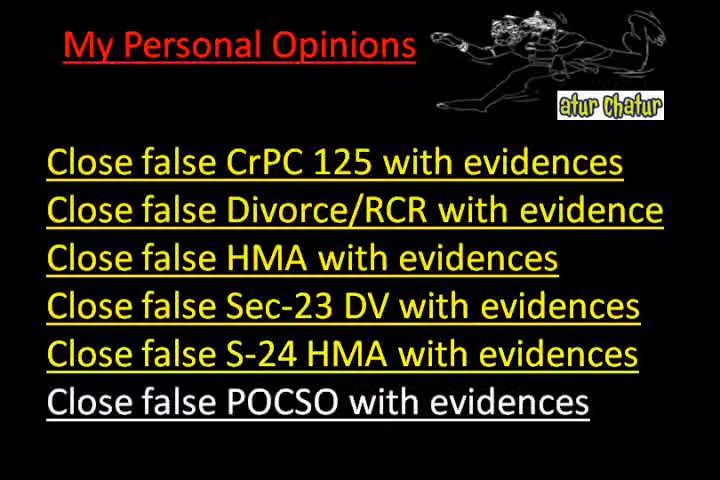 My Personal Opinions
atur Chatur
Close false CrPC 125 with evidences
Close false Divorce/RCR with evidence
Close false HMA with evidences
Close false Sec-23 DV with evidences
Close false S-24 HMA with evidences
Close false POCSO with evidences